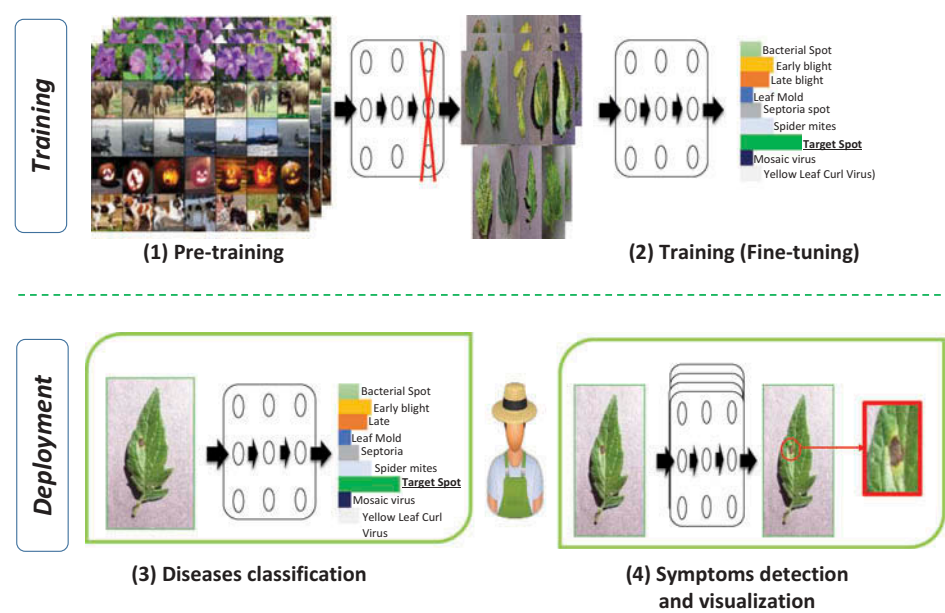 Training
Bacterial Spot
Early blight
Late blight
Leaf Mold
Septoria spot
Spider mites
Target Spot
Mosaic virus
Yellow Leaf Curl Virus)
(1) Pre-training
(2) Training (Fine-tuning)
Deployment
Bacterial Spot
Early blight
Late
Leaf Mold
Septoria
Spider mites
Target Spot
Mosaic virus
Yellow Leaf Curl
Virus
(3) Diseases classification
(4) Symptoms detection
and visualization